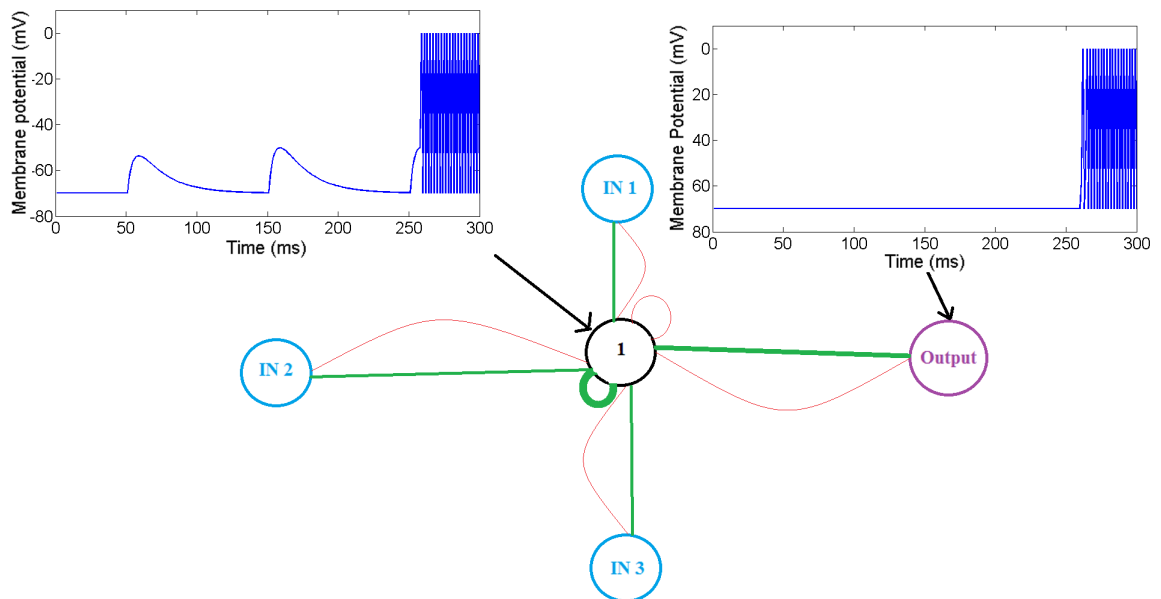 Membrane potential (mV)
0
-20
-40
-60
-80
0 50 100 150 200 250 300
Time (ms)
Membrane Potential (mV)
0
20
40
60
80
0 50 100 150 200 250 300
Time (ms)
IN 1
IN 2
1
Output
IN 3